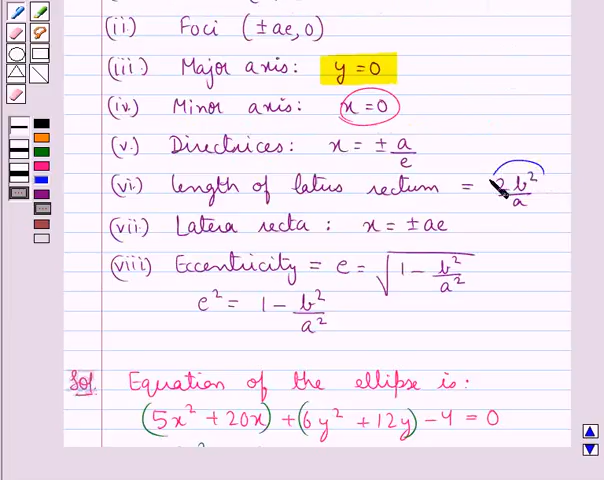 (ii) Foci (±ae, 0)
(iii) Major axis: y = 0
(iv) Minor axis: x = 0
(v) Directrices: x = ± a/e
(vi) Length of latus rectum = 2b²/a
(vii) Latera recta : x = ±ae
(viii) Eccentricity = e = √(1 - b²/a²)
e² = 1 - b²/a²
Sol. Equation of the ellipse is:
(5x² + 20x) + (6y² + 12y) - 4 = 0